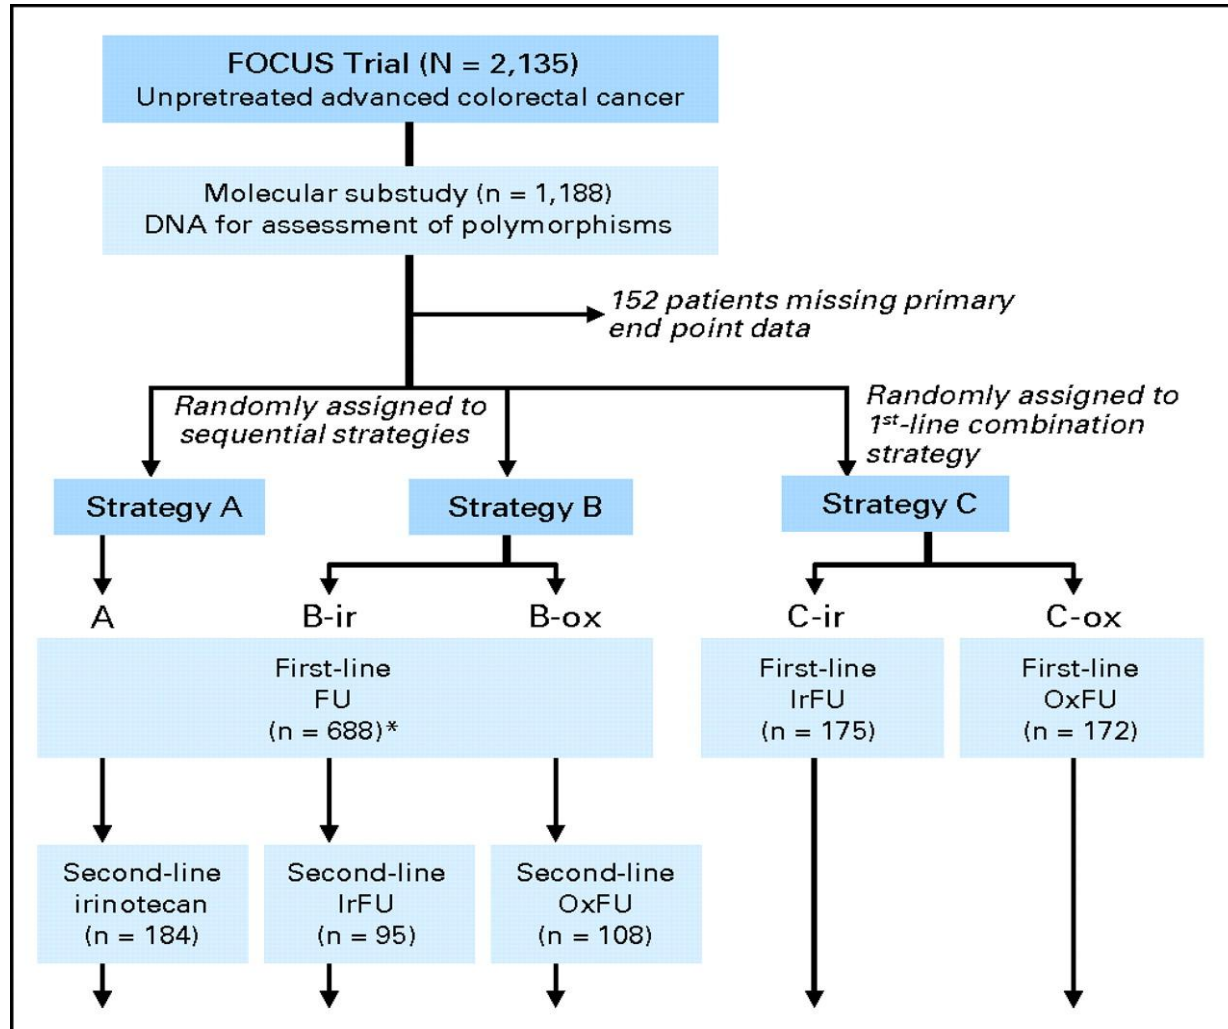 FOCUS Trial (N = 2,135)
Unpretreated advanced colorectal cancer
Molecular substudy (n = 1,188)
DNA for assessment of polymorphisms
152 patients missing primary
end point data
Randomly assigned to
sequential strategies
Randomly assigned to
1st-line combination
strategy
Strategy A
Strategy B
Strategy C
A
B-ir
B-ox
C-ir
C-ox
First-line
FU
(n = 688)*
First-line
IrFU
(n = 175)
First-line
OxFU
(n = 172)
Second-line
irinotecan
(n = 184)
Second-line
IrFU
(n = 95)
Second-line
OxFU
(n = 108)